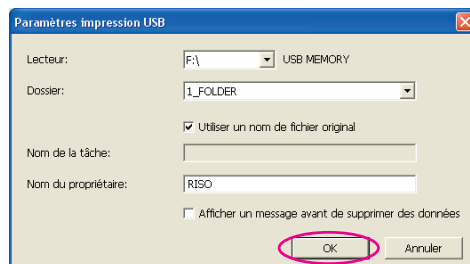 Paramètres impression USB
Lecteur: F:\ USB MEMORY
Dossier: 1_FOLDER
Utiliser un nom de fichier original
Nom de la tâche:
Nom du propriétaire: RISO
Afficher un message avant de supprimer des données
OK Annuler